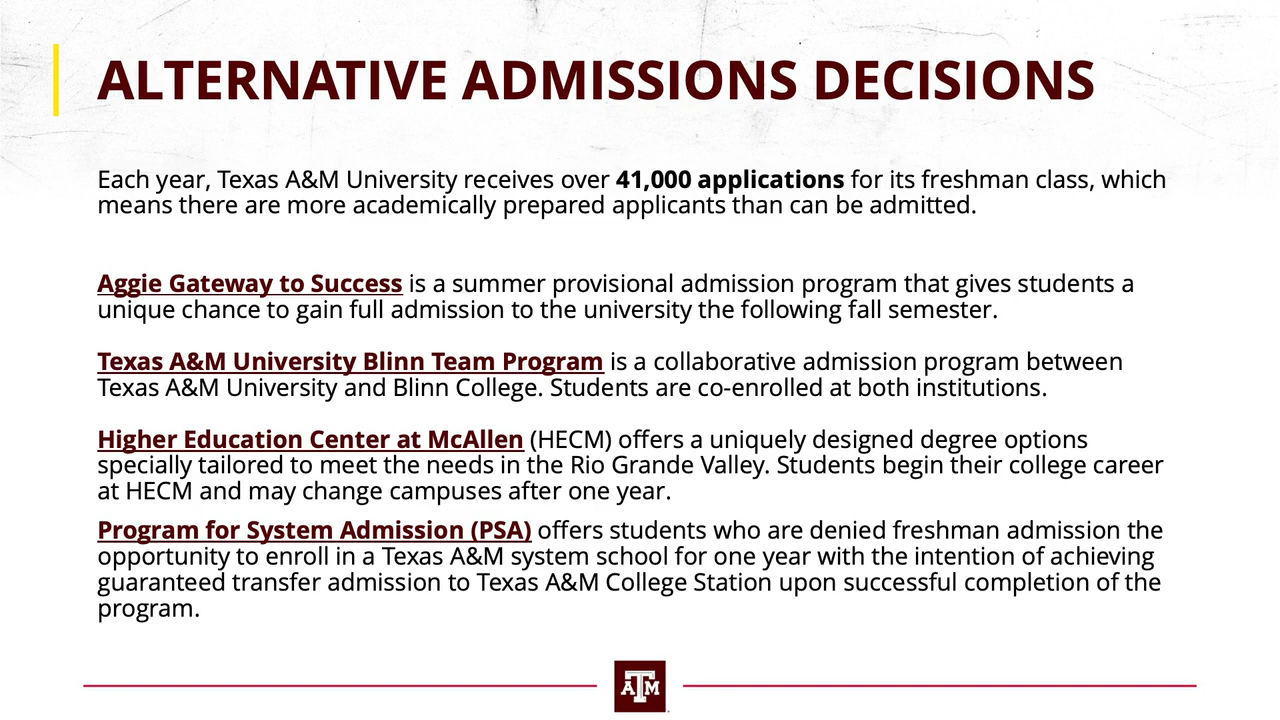 ALTERNATIVE ADMISSIONS DECISIONS
Each year, Texas A&M University receives over 41,000 applications for its freshman class, which
means there are more academically prepared applicants than can be admitted.
Aggie Gateway to Success is a summer provisional admission program that gives students a
unique chance to gain full admission to the university the following fall semester.
Texas A&M University Blinn Team Program is a collaborative admission program between
Texas A&M University and Blinn College. Students are co-enrolled at both institutions.
Higher Education Center at McAllen (HECM) offers a uniquely designed degree options
specially tailored to meet the needs in the Rio Grande Valley. Students begin their college career
at HECM and may change campuses after one year.
Program for System Admission (PSA) offers students who are denied freshman admission the
opportunity to enroll in a Texas A&M system school for one year with the intention of achieving
guaranteed transfer admission to Texas A&M College Station upon successful completion of the
program.
ATM